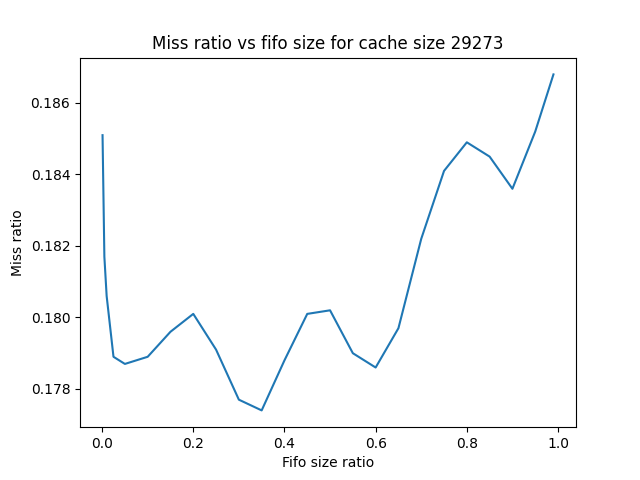 Miss ratio vs fifo size for cache size 29273
0.186
0.184
0.182
0.180
0.178
Miss ratio
0.0 0.2 0.4 0.6 0.8 1.0
Fifo size ratio